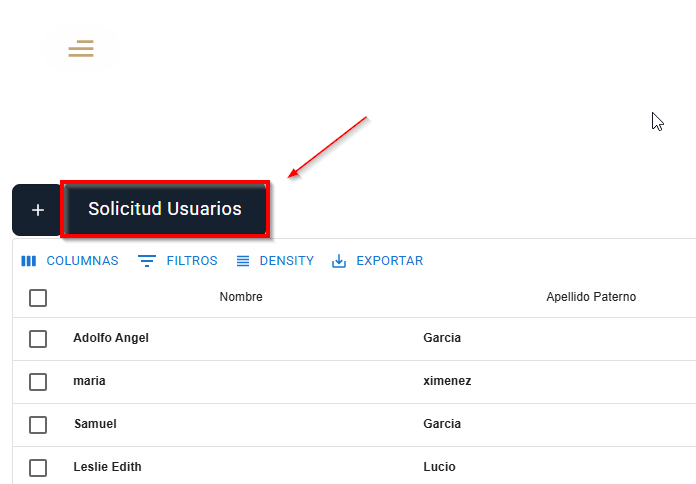 + Solicitud Usuarios
COLUMNAS FILTROS DENSITY EXPORTAR
Nombre Apellido Paterno
Adolfo Angel Garcia
maria ximenez
Samuel Garcia
Leslie Edith Lucio